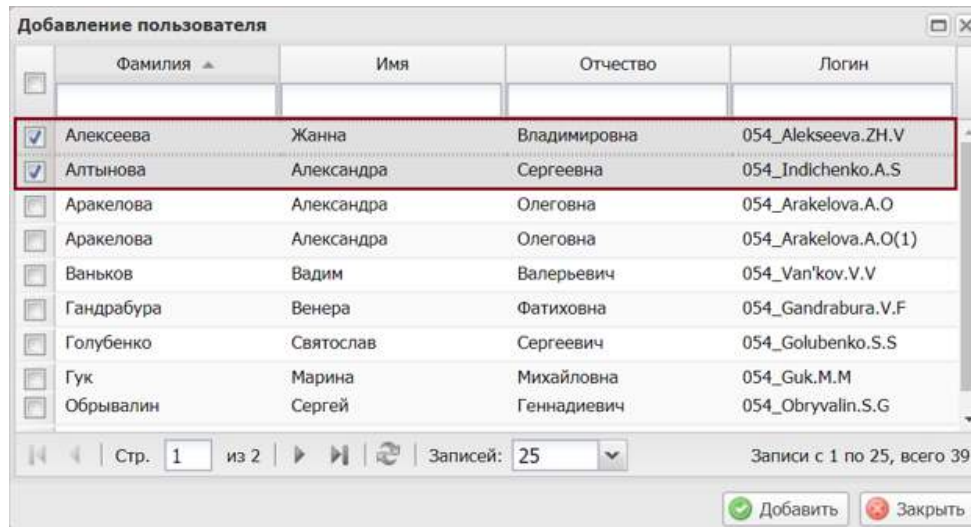 Добавление пользователя
Фамилия Имя Отчество Логин
Алексеева Жанна Владимировна 054_Alekseeva.ZH.V
Алтынова Александра Сергеевна 054_Indichenko.A.S
Аракелова Александра Олеговна 054_Arakelova.A.O
Аракелова Александра Олеговна 054_Arakelova.A.O(1)
Ваньков Вадим Валерьевич 054_Van'kov.V.V
Гандрабура Венера Фатиховна 054_Gandrabura.V.F
Голубенко Святослав Сергеевич 054_Golubenko.S.S
Гук Марина Михайловна 054_Guk.M.M
Обрывалин Сергей Геннадиевич 054_Obryvalin.S.G
Стр. 1 из 2 Записей: 25 Записи с 1 по 25, всего 39
Добавить Закрыть